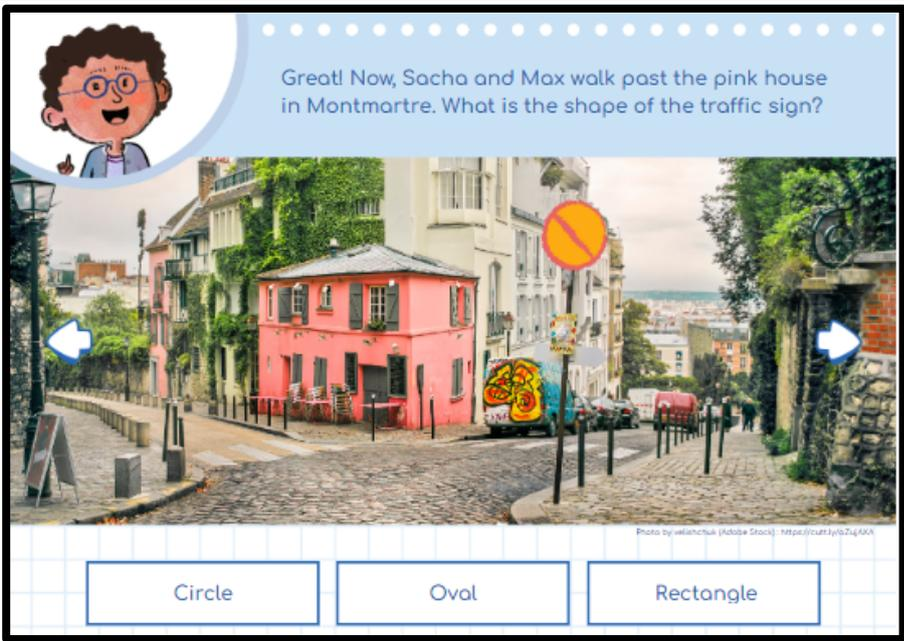 Great! Now, Sacha and Max walk past the pink house
in Montmartre. What is the shape of the traffic sign?
Photo by velishchuk (Adobe Stock) : https://cutt.ly/aZujAXA
Circle
Oval
Rectangle